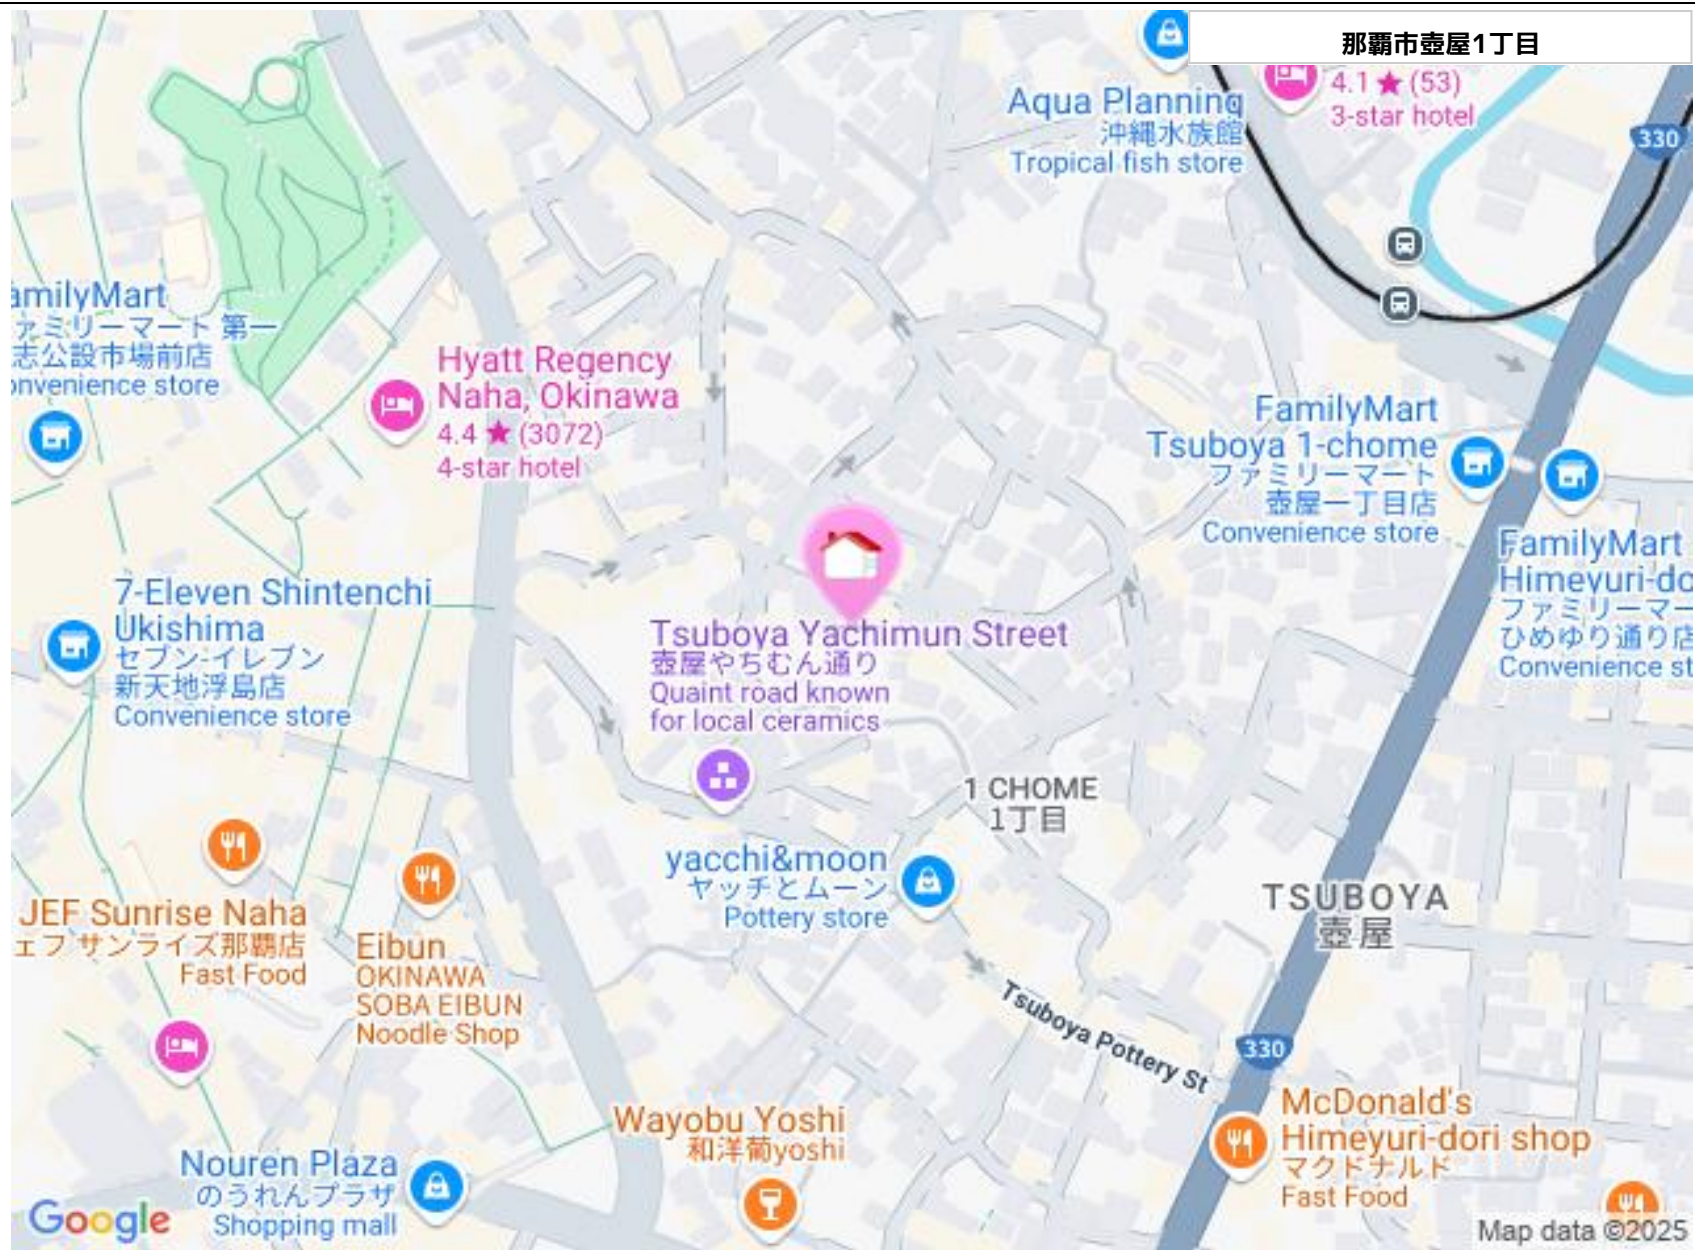 那覇市壺屋1丁目
4.1 ★ (53)
3-star hotel
Aqua Planning
沖縄水族館
Tropical fish store
330
amilyMart
ァミリーマート 第一
志公設市場前店
onvenience store
Hyatt Regency
Naha, Okinawa
4.4 ★ (3072)
4-star hotel
FamilyMart
Tsuboya 1-chome
ファミリーマート
壺屋一丁目店
Convenience store
FamilyMart
Himeyuri-do
ファミリーマー
ひめゆり通り店
Convenience st
7-Eleven Shintenchi
Ukishima
セブン-イレブン
新天地浮島店
Convenience store
Tsuboya Yachimun Street
壺屋やちむん通り
Quaint road known
for local ceramics
1 CHOME
1丁目
yacchi&moon
ヤッチとムーン
Pottery store
TSUBOYA
壺屋
JEF Sunrise Naha
ェフ サンライズ那覇店
Fast Food
Eibun
OKINAWA
SOBA EIBUN
Noodle Shop
Tsuboya Pottery St
330
McDonald's
Himeyuri-dori shop
マクドナルド
Fast Food
Wayobu Yoshi
和洋葡yoshi
Nouren Plaza
のうれんプラザ
Shopping mall
Google
Map data ©2025